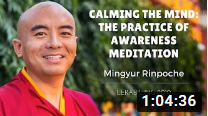 CALMING THE MIND:
THE PRACTICE OF
AWARENESS
MEDITATION
Mingyur Rinpoche
1:04:36